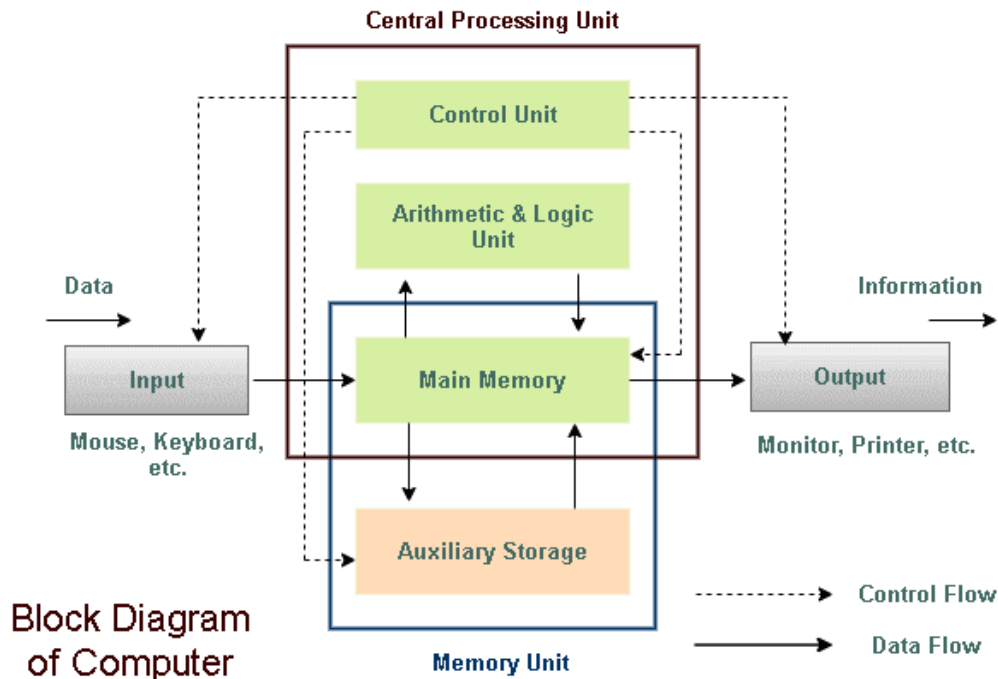 Central Processing Unit
Control Unit
Arithmetic & Logic
Unit
Data
Information
Input
Main Memory
Output
Mouse, Keyboard,
etc.
Monitor, Printer, etc.
Auxiliary Storage
Block Diagram
of Computer
Control Flow
Data Flow
Memory Unit